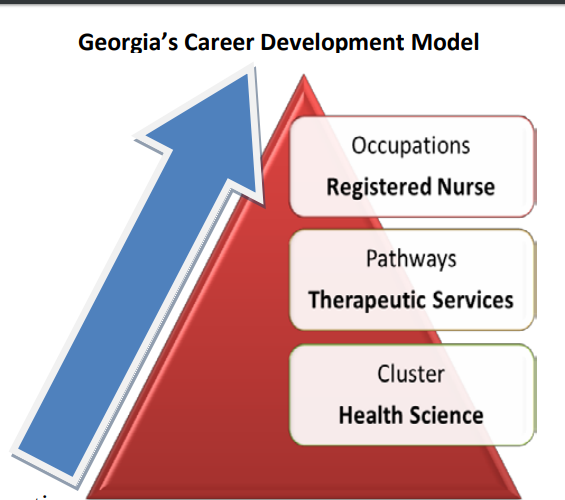 Georgia’s Career Development Model
Occupations
Registered Nurse
Pathways
Therapeutic Services
Cluster
Health Science